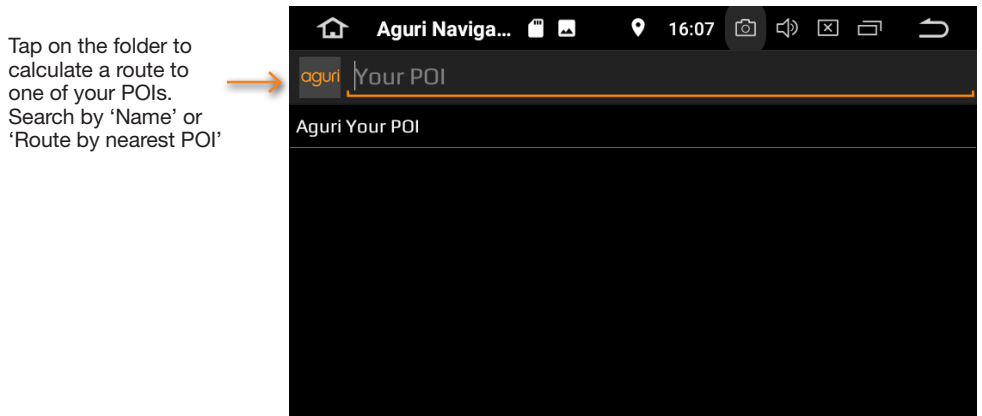 Tap on the folder to
calculate a route to
one of your POIs.
Search by ‘Name’ or
‘Route by nearest POI’
Aguri Naviga... 16:07
aguri Your POI
Aguri Your POI